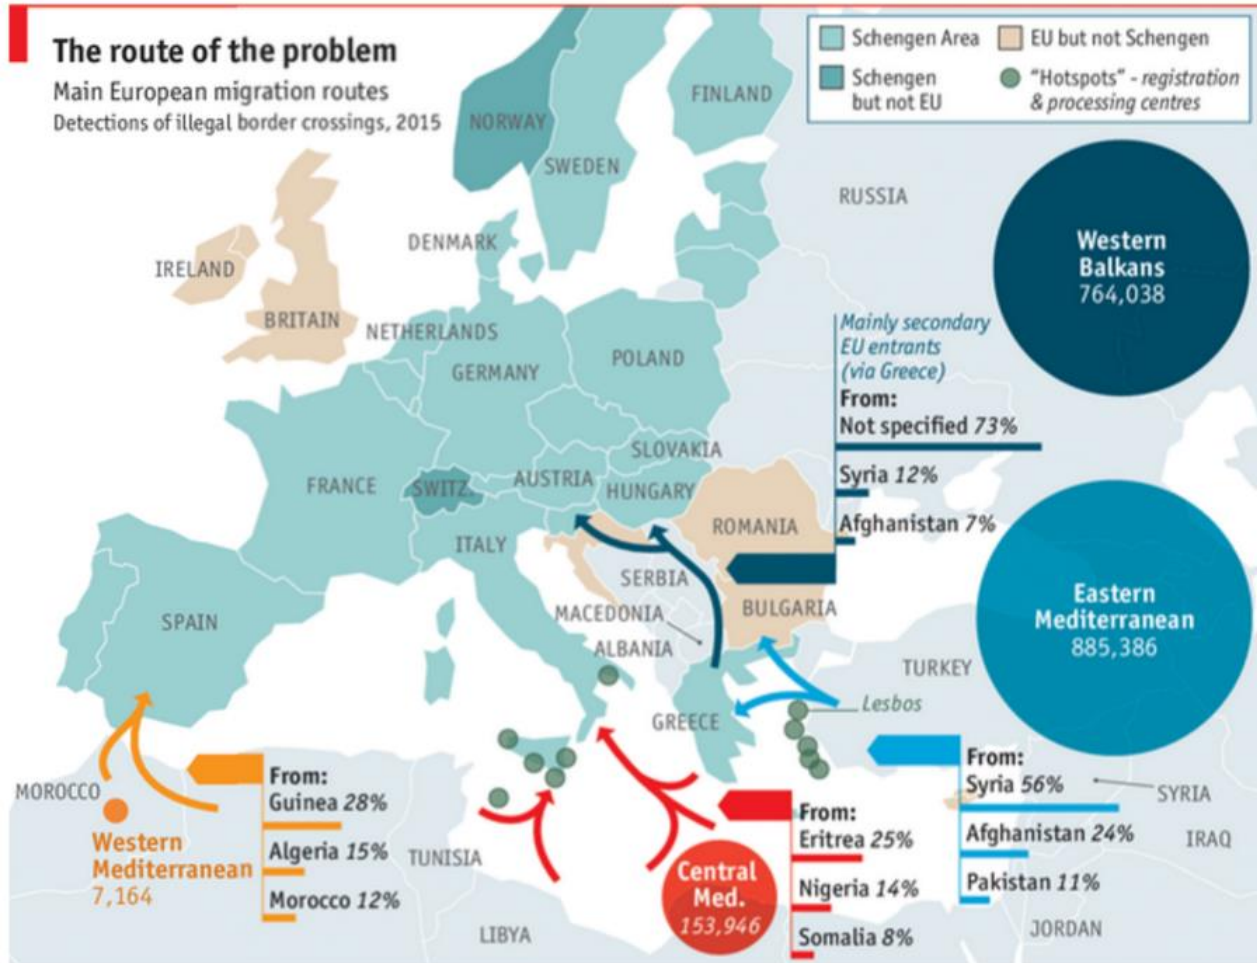 The route of the problem
Main European migration routes
Detections of illegal border crossings, 2015
Schengen Area
EU but not Schengen
Schengen
but not EU
"Hotspots" - registration
& processing centres
FINLAND
NORWAY
SWEDEN
RUSSIA
DENMARK
IRELAND
BRITAIN
NETHERLANDS
GERMANY
POLAND
SLOVAKIA
FRANCE
SWITZ.
AUSTRIA
HUNGARY
ROMANIA
ITALY
SERBIA
MACEDONIA
BULGARIA
ALBANIA
SPAIN
GREECE
TURKEY
Lesbos
SYRIA
IRAQ
JORDAN
MOROCCO
TUNISIA
LIBYA
Western
Balkans
764,038
Mainly secondary
EU entrants
(via Greece)
From:
Not specified 73%
Syria 12%
Afghanistan 7%
Eastern
Mediterranean
885,386
From:
Syria 56%
Afghanistan 24%
Pakistan 11%
Central
Med.
153,946
From:
Eritrea 25%
Nigeria 14%
Somalia 8%
Western
Mediterranean
7,164
From:
Guinea 28%
Algeria 15%
Morocco 12%